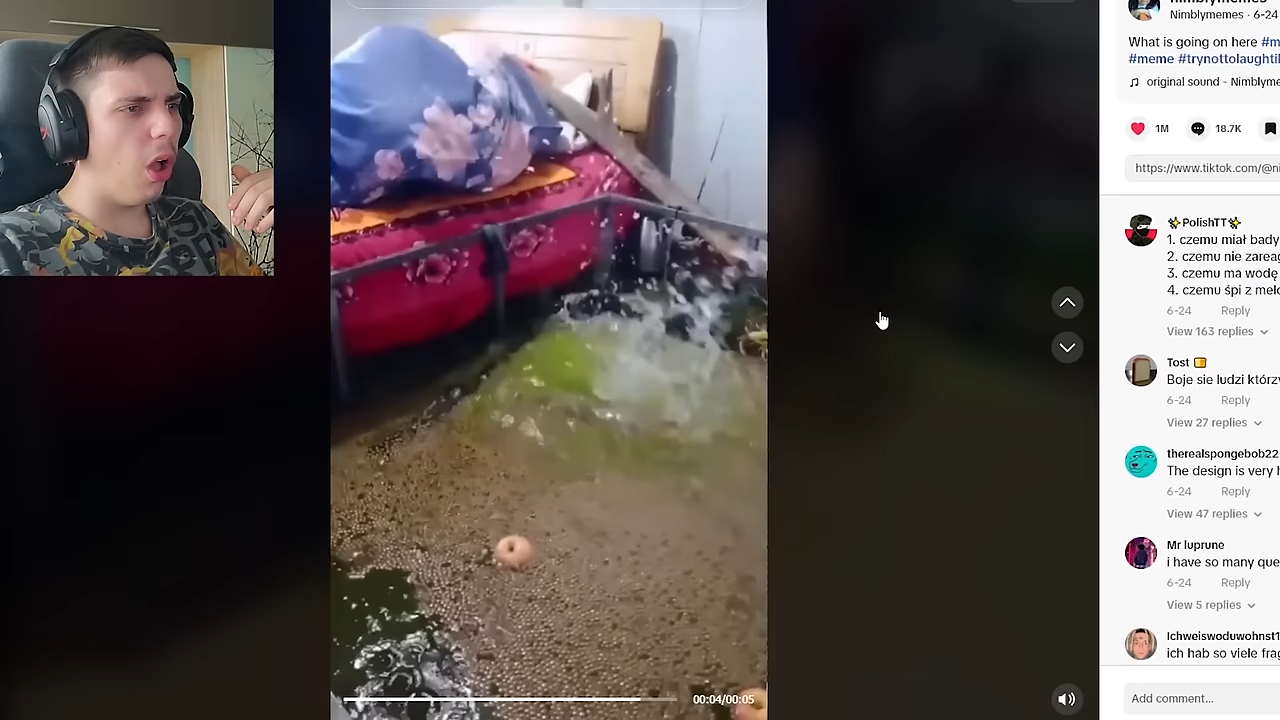 Nimblymemes · 6-24
What is going on here #m
#meme #trynottolaughti
original sound - Nimblyme
1M
18.7K
https://www.tiktok.com/@ni
✨PolishTT✨
1. czemu miał bady
2. czemu nie zareag
3. czemu ma wodę
4. czemu śpi z melo
6-24 Reply
View 163 replies
Tost
Boje sie ludzi którzy
6-24 Reply
View 27 replies
therealspongebob22
The design is very h
6-24 Reply
View 47 replies
Mr luprune
i have so many que
6-24 Reply
View 5 replies
Ichweiswoduwohnst1
ich hab so viele frag
00:04/00:05
Add comment...